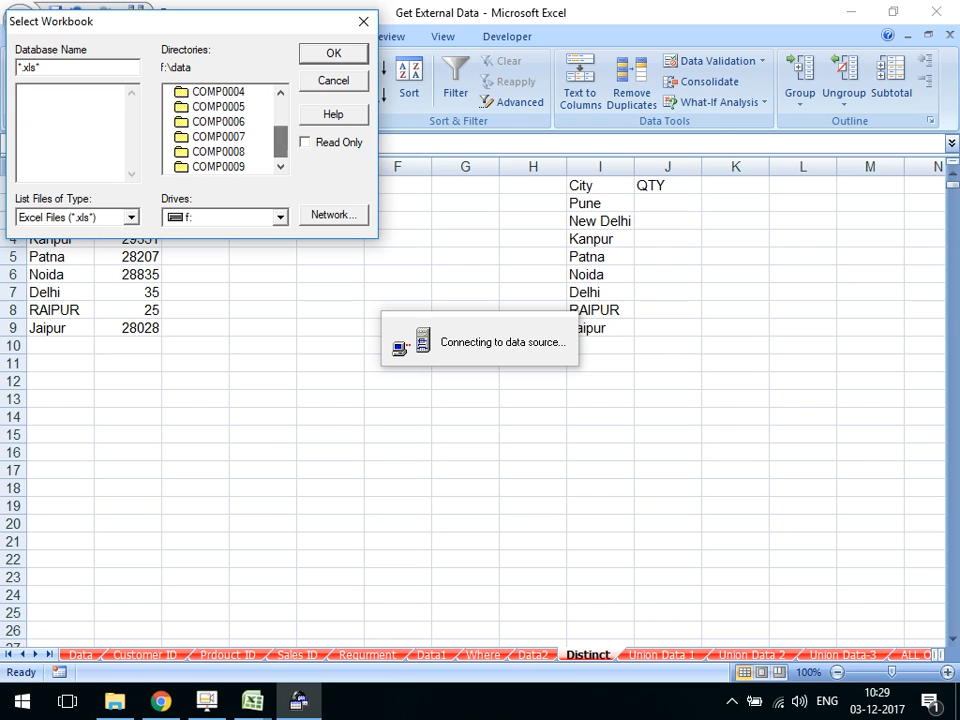 Get External Data - Microsoft Excel
Select Workbook
Database Name
*.xls*
Directories:
f:\data
COMP0004
COMP0005
COMP0006
COMP0007
COMP0008
COMP0009
OK
Cancel
Help
Read Only
Network...
List Files of Type:
Excel Files (*.xls*)
Drives:
f:
View
Developer
Sort
Filter
Clear
Reapply
Advanced
Sort & Filter
Text to Columns
Remove Duplicates
Data Validation
Consolidate
What-If Analysis
Data Tools
Group
Ungroup
Subtotal
Outline
F G H I J K L M N
City QTY
Pune
New Delhi
Kanpur
5 Patna 28207 Patna
6 Noida 28835 Noida
7 Delhi 35 Delhi
8 RAIPUR 25 RAIPUR
9 Jaipur 28028
Connecting to data source...
10
11
12
13
14
15
16
17
18
19
20
21
22
23
24
25
26
Data Customer ID Prdouct ID Sales ID Requrment Data1 Where Data2 Distinct Union Data 1 Union Data 2 Union Data-3
Ready
100%
ENG
10:29
03-12-2017
1